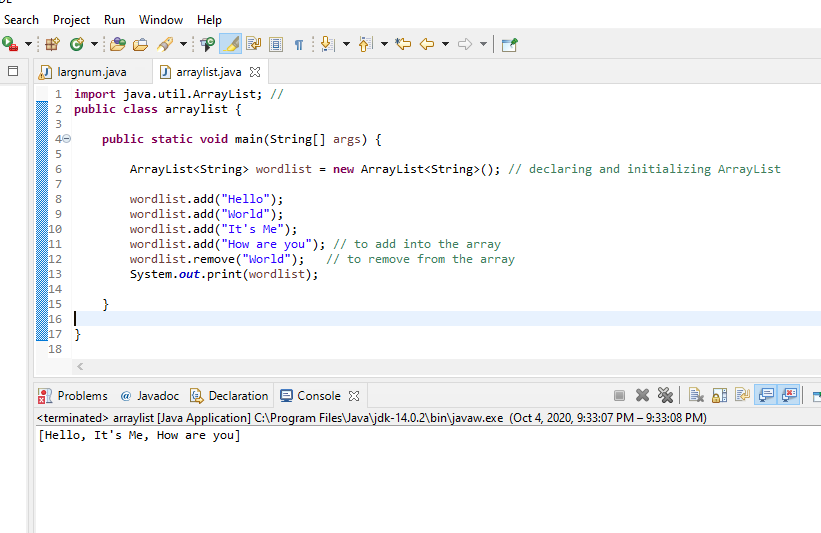 Search Project Run Window Help
largnum.java arraylist.java
1 import java.util.ArrayList; //
2 public class arraylist {
3
4 public static void main(String[] args) {
5
6 ArrayList<String> wordlist = new ArrayList<String>(); // declaring and initializing ArrayList
7
8 wordlist.add("Hello");
9 wordlist.add("World");
10 wordlist.add("It's Me");
11 wordlist.add("How are you"); // to add into the array
12 wordlist.remove("World"); // to remove from the array
13 System.out.print(wordlist);
14
15 }
16
17 }
18
Problems @ Javadoc Declaration Console
<terminated> arraylist [Java Application] C:\Program Files\Java\jdk-14.0.2\bin\javaw.exe (Oct 4, 2020, 9:33:07 PM – 9:33:08 PM)
[Hello, It's Me, How are you]